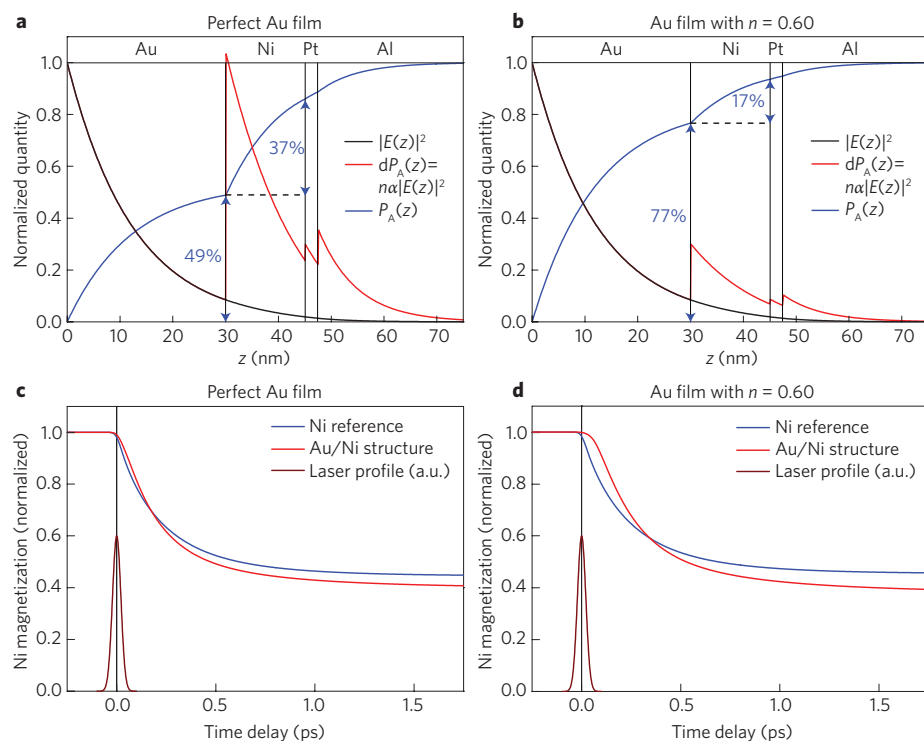 a
Perfect Au film
Au Ni Pt Al
Normalized quantity
1.0
0.8
0.6
0.4
0.2
0.0
37%
49%
|E(z)|²
dP_A(z)=
nα|E(z)|²
P_A(z)
0 10 20 30 40 50 60 70
z (nm)
b
Au film with n = 0.60
Au Ni Pt Al
Normalized quantity
1.0
0.8
0.6
0.4
0.2
0.0
17%
77%
|E(z)|²
dP_A(z)=
nα|E(z)|²
P_A(z)
0 10 20 30 40 50 60 70
z (nm)
c
Perfect Au film
Ni magnetization (normalized)
1.0
0.8
0.6
0.4
0.2
0.0
Ni reference
Au/Ni structure
Laser profile (a.u.)
0.0 0.5 1.0 1.5
Time delay (ps)
d
Au film with n = 0.60
Ni magnetization (normalized)
1.0
0.8
0.6
0.4
0.2
0.0
Ni reference
Au/Ni structure
Laser profile (a.u.)
0.0 0.5 1.0 1.5
Time delay (ps)